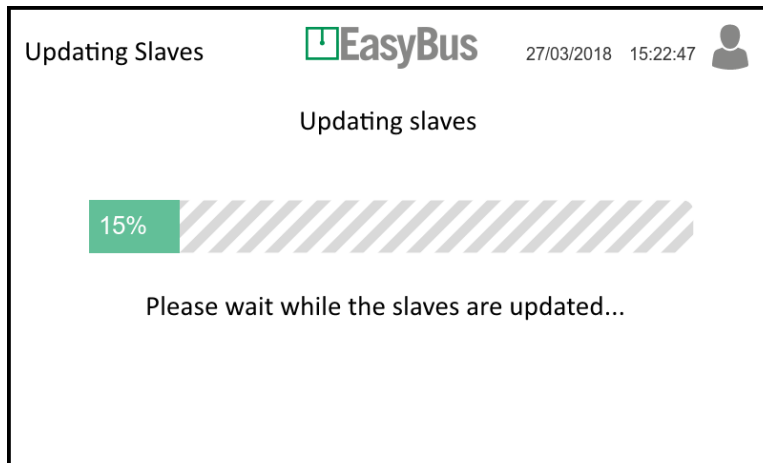 Updating Slaves
EasyBus
27/03/2018 15:22:47
Updating slaves
15%
Please wait while the slaves are updated...